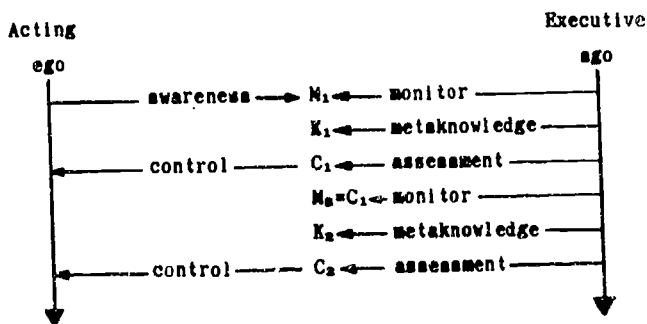 Acting Executive
ego ego
awareness M₁ monitor
K₁ metaknowledge
control C₁ assessment
M₂=C₁ monitor
K₂ metaknowledge
control C₂ assessment